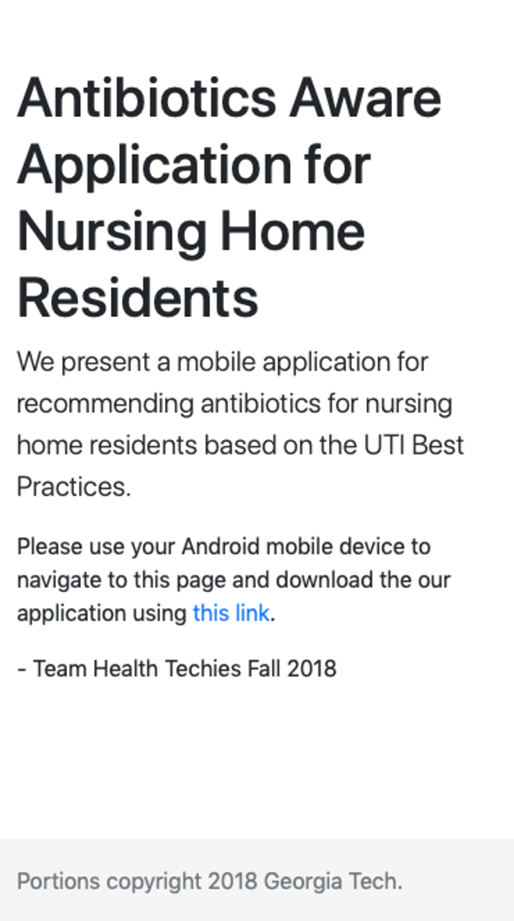 Antibiotics Aware
Application for
Nursing Home
Residents
We present a mobile application for
recommending antibiotics for nursing
home residents based on the UTI Best
Practices.
Please use your Android mobile device to
navigate to this page and download the our
application using this link.
- Team Health Techies Fall 2018
Portions copyright 2018 Georgia Tech.